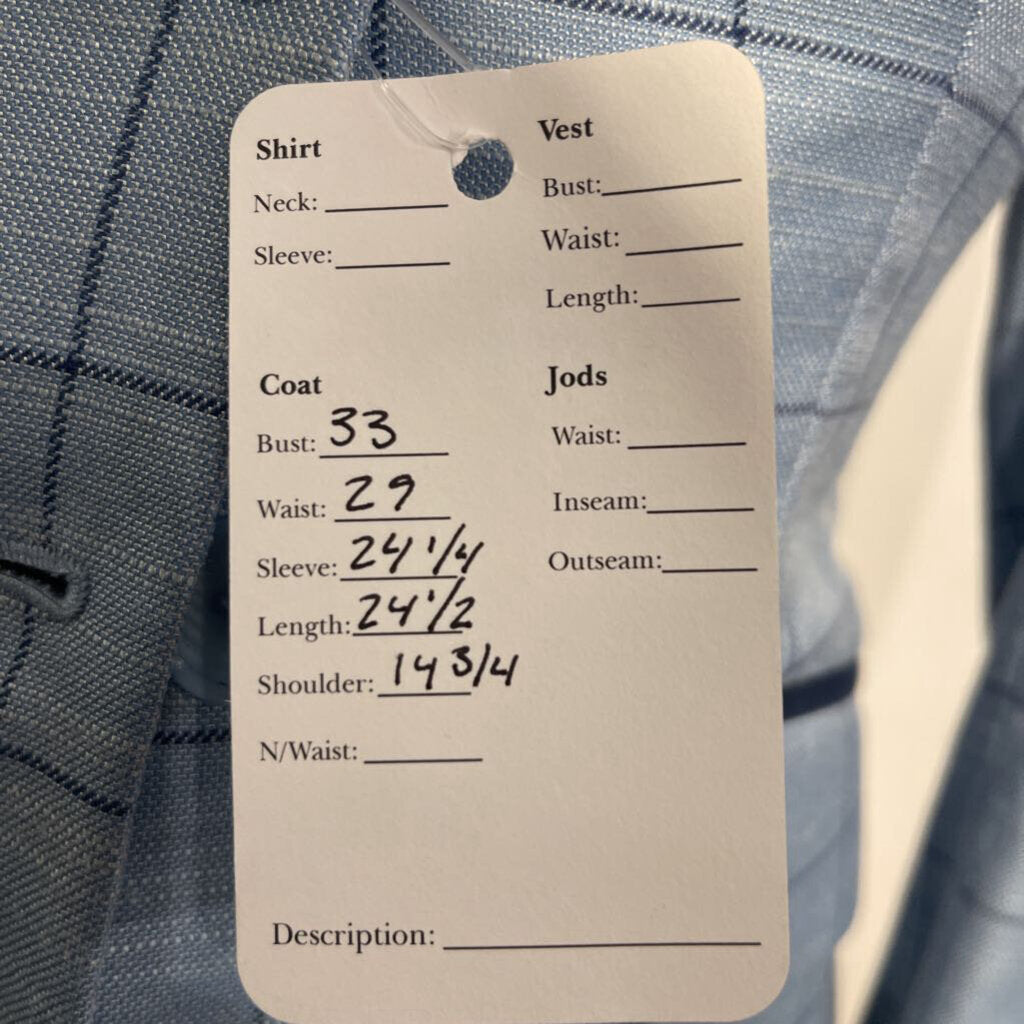 Shirt
Neck:
Sleeve:
Vest
Bust:
Waist:
Length:
Coat
Bust: 33
Waist: 29
Sleeve: 24 1/4
Length: 24 1/2
Shoulder: 14 3/4
N/Waist:
Jods
Waist:
Inseam:
Outseam:
Description: